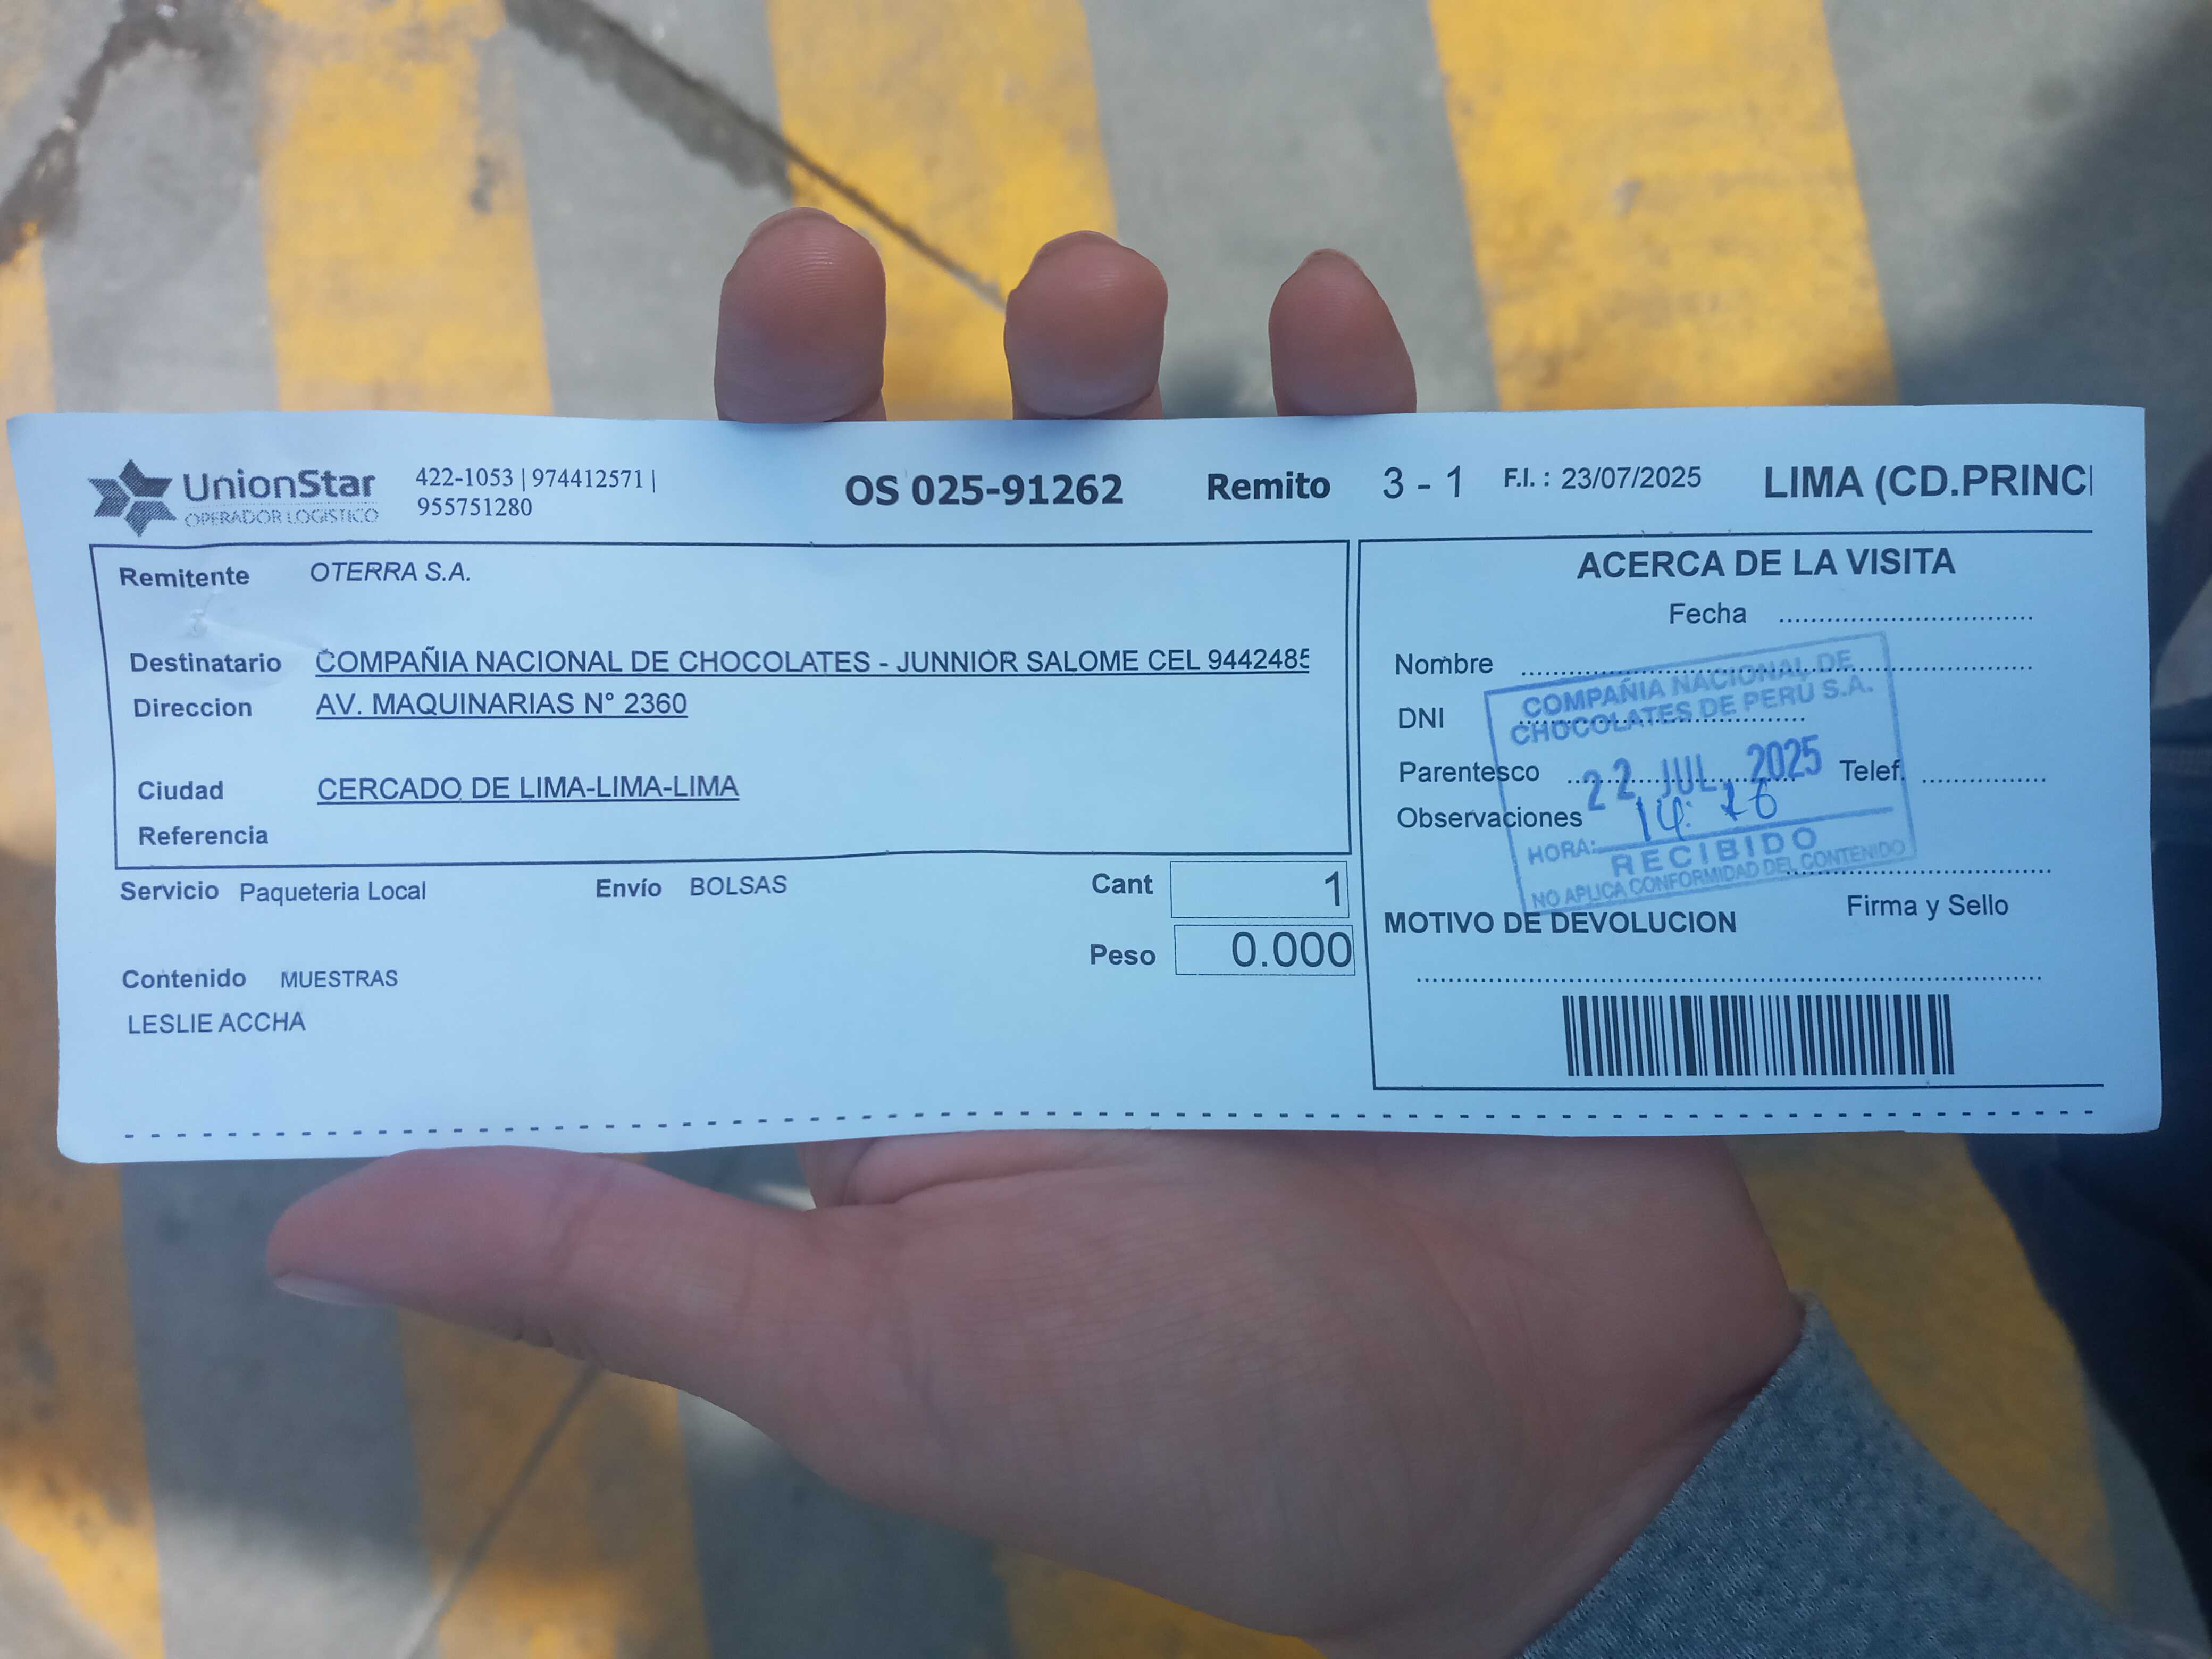 UnionStar
OPERADOR LOGÍSTICO
422-1053 | 974412571 |
955751280
OS 025-91262
Remito 3 - 1
F.I. : 23/07/2025
LIMA (CD.PRINCI
Remitente OTERRA S.A.
Destinatario COMPAÑIA NACIONAL DE CHOCOLATES - JUNNIOR SALOME CEL 9442485
Direccion AV. MAQUINARIAS N° 2360
Ciudad CERCADO DE LIMA-LIMA-LIMA
Referencia
Servicio Paqueteria Local
Envío BOLSAS
Cant 1
Peso 0.000
Contenido MUESTRAS
LESLIE ACCHA
ACERCA DE LA VISITA
Fecha
Nombre
DNI
Parentesco
Telef.
Observaciones
COMPAÑIA NACIONAL DE
CHOCOLATES DE PERU S.A.
22 JUL. 2025
HORA:
RECIBIDO
NO APLICA CONFORMIDAD DEL CONTENIDO
Firma y Sello
MOTIVO DE DEVOLUCION